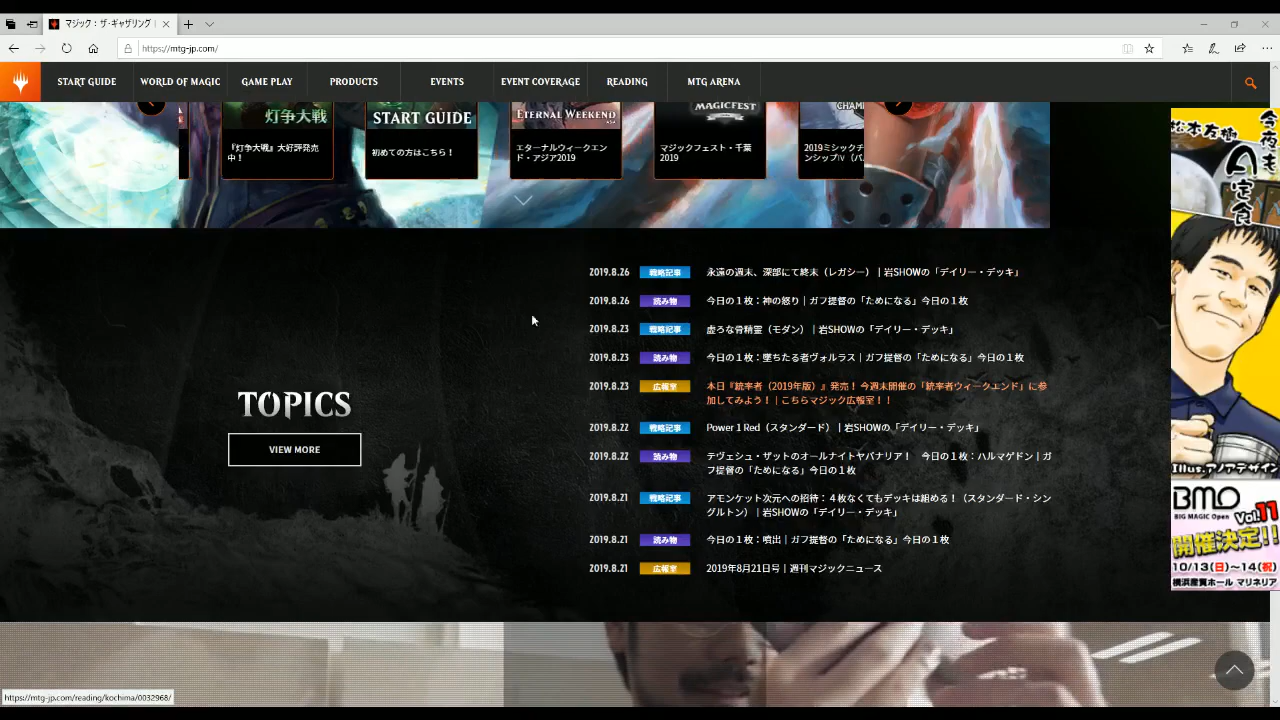 マジック：ザ・ギャザリング
https://mtg-jp.com/
START GUIDE
WORLD OF MAGIC
GAME PLAY
PRODUCTS
EVENTS
EVENT COVERAGE
READING
MTG ARENA
灯争大戦
『灯争大戦』大好評発売
中！
START GUIDE
初めての方はこちら！
ETERNAL WEEKEND
エターナルウィークエン
ド・アジア2019
MAGICFEST
マジックフェスト・千葉
2019
CHAM
2019ミシックチ
ンシップⅣ（バ
TOPICS
VIEW MORE
2019.8.26 戦略記事 永遠の週末、深部にて終末（レガシー）｜岩SHOWの「デイリー・デッキ」
2019.8.26 読み物 今日の１枚：神の怒り｜ガフ提督の「ためになる」今日の１枚
2019.8.23 戦略記事 虚ろな骨精霊（モダン）｜岩SHOWの「デイリー・デッキ」
2019.8.23 読み物 今日の１枚：墜ちたる者ヴォルラス｜ガフ提督の「ためになる」今日の１枚
2019.8.23 広報室 本日『統率者（2019年版）』発売！ 今週末開催の「統率者ウィークエンド」に参
加してみよう！｜こちらマジック広報室！！
2019.8.22 戦略記事 Power 1 Red（スタンダード）｜岩SHOWの「デイリー・デッキ」
2019.8.22 読み物 テヴェシュ・ザットのオールナイトヤバナリア！　今日の１枚：ハルマゲドン｜ガ
フ提督の「ためになる」今日の１枚
2019.8.21 戦略記事 アモンケット次元への招待：４枚なくてもデッキは組める！（スタンダード・シン
グルトン）｜岩SHOWの「デイリー・デッキ」
2019.8.21 読み物 今日の１枚：噴出｜ガフ提督の「ためになる」今日の１枚
2019.8.21 広報室 2019年8月21日号｜週刊マジックニュース
今夜も
松本友樹
A定食
Illus.アノアデザイン
BMO
BIG MAGIC Open
Vol.11
開催決定!!
10/13(日)～14(祝)
横浜産貿ホール マリネリア
https://mtg-jp.com/reading/kochima/0032968/